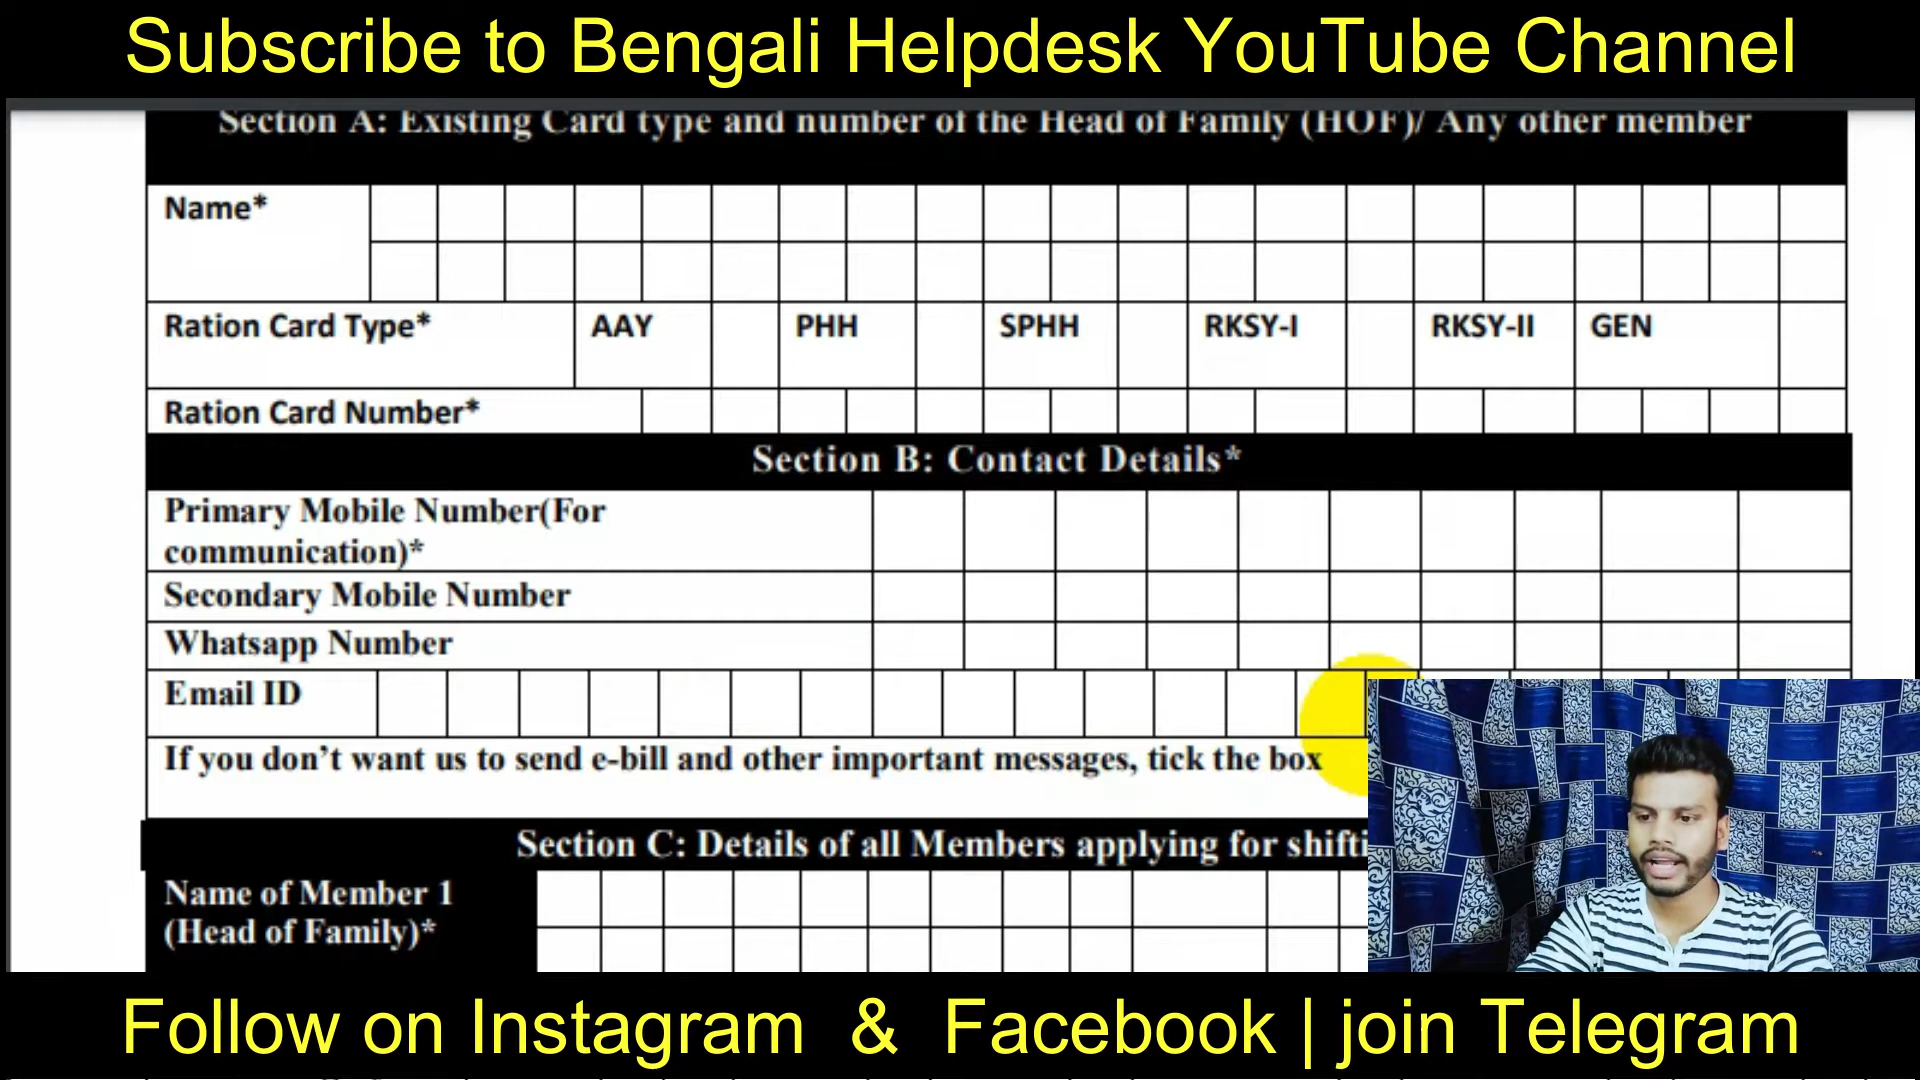 Subscribe to Bengali Helpdesk YouTube Channel
Section A: Existing Card type and number of the Head of Family (HOF)/ Any other member
Name*
Ration Card Type* AAY PHH SPHH RKSY-I RKSY-II GEN
Ration Card Number*
Section B: Contact Details*
Primary Mobile Number(For
communication)*
Secondary Mobile Number
Whatsapp Number
Email ID
If you don’t want us to send e-bill and other important messages, tick the box
Section C: Details of all Members applying for shifti
Name of Member 1
(Head of Family)*
Follow on Instagram & Facebook | join Telegram